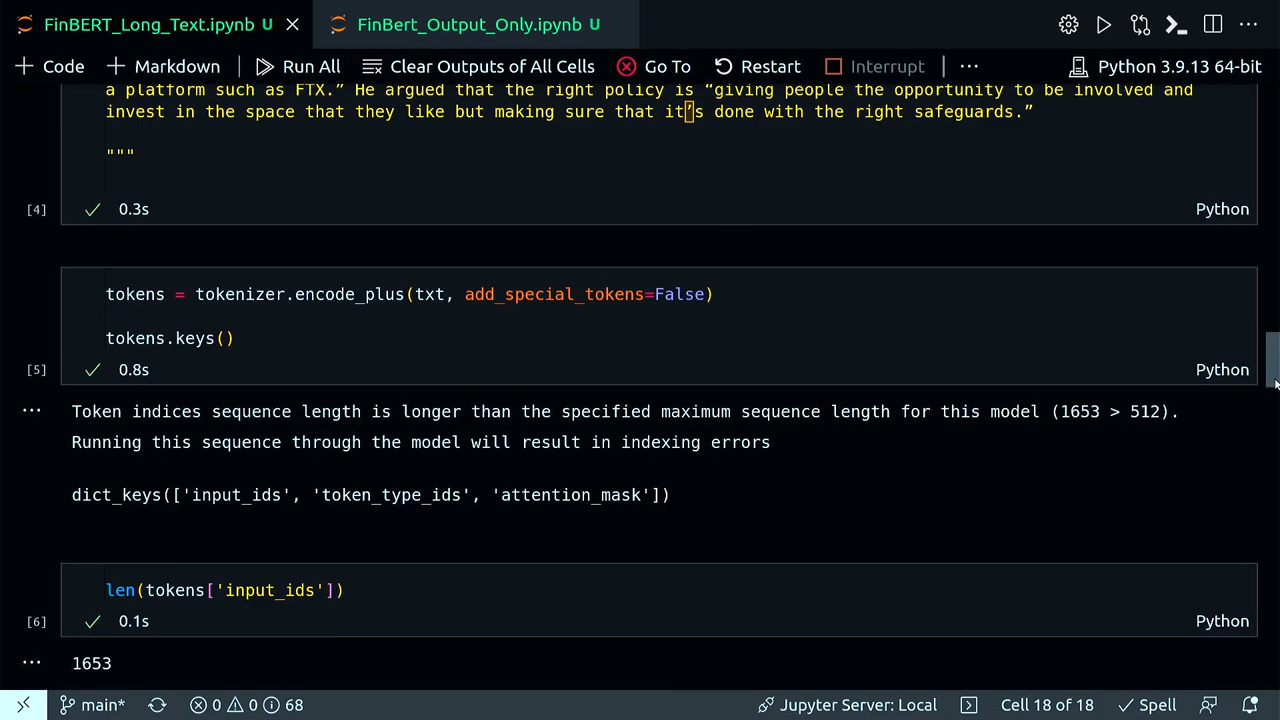 FinBERT_Long_Text.ipynb U
FinBert_Output_Only.ipynb U
Code Markdown Run All Clear Outputs of All Cells Go To Restart Interrupt ... Python 3.9.13 64-bit
a platform such as FTX.” He argued that the right policy is “giving people the opportunity to be involved and
invest in the space that they like but making sure that it’s done with the right safeguards.”
"""
[4] 0.3s Python
tokens = tokenizer.encode_plus(txt, add_special_tokens=False)
tokens.keys()
[5] 0.8s Python
... Token indices sequence length is longer than the specified maximum sequence length for this model (1653 > 512).
Running this sequence through the model will result in indexing errors
dict_keys(['input_ids', 'token_type_ids', 'attention_mask'])
len(tokens['input_ids'])
[6] 0.1s Python
... 1653
main* 0 0 68 Jupyter Server: Local Cell 18 of 18 Spell